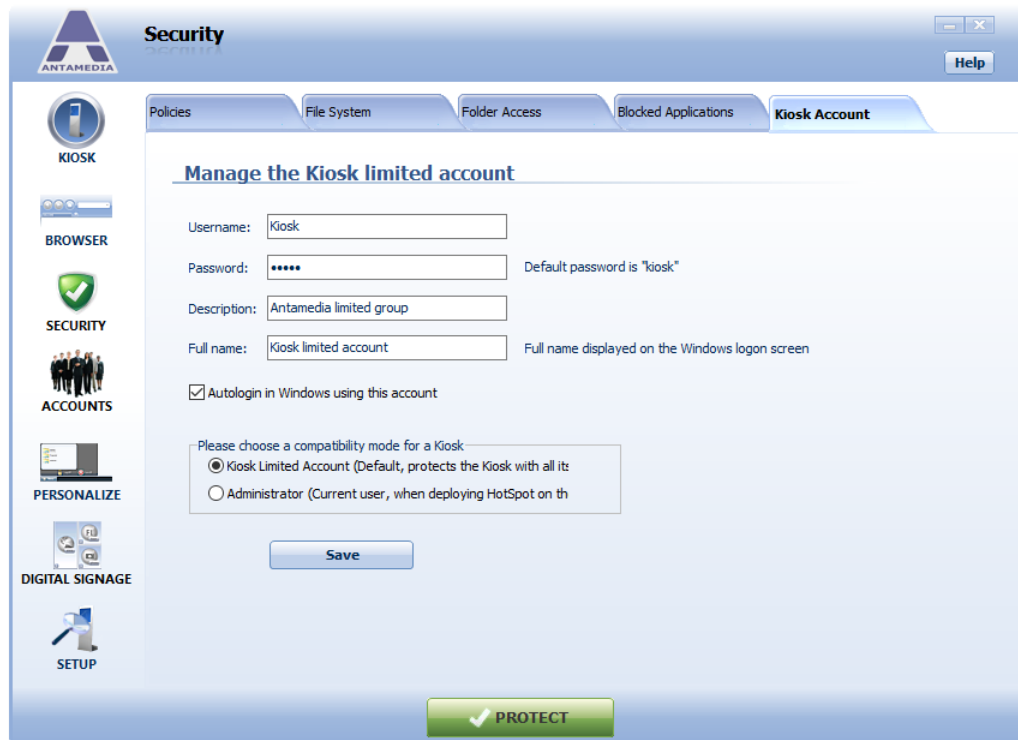 Security
ANTAMEDIA
Help
Policies
File System
Folder Access
Blocked Applications
Kiosk Account
KIOSK
BROWSER
SECURITY
ACCOUNTS
PERSONALIZE
DIGITAL SIGNAGE
SETUP
Manage the Kiosk limited account
Username: Kiosk
Password: ••••• Default password is "kiosk"
Description: Antamedia limited group
Full name: Kiosk limited account Full name displayed on the Windows logon screen
Autologin in Windows using this account
Please choose a compatibility mode for a Kiosk
Kiosk Limited Account (Default, protects the Kiosk with all its
Administrator (Current user, when deploying HotSpot on th
Save
PROTECT